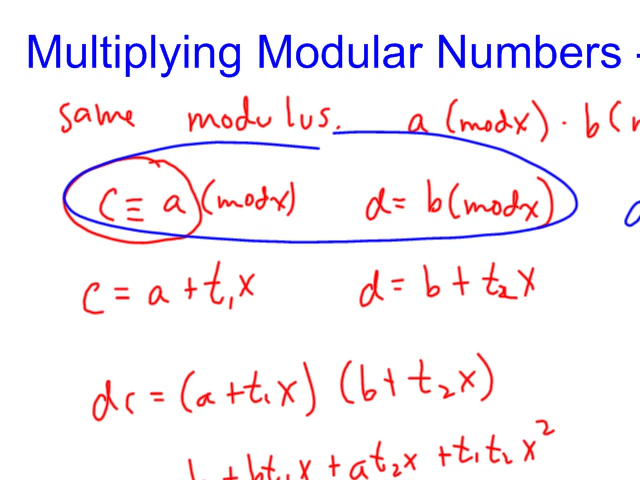 Multiplying Modular Numbers -
same modulus. a (mod x) · b (
c ≡ a (mod x) d = b (mod x)
c = a + t₁x d = b + t₂x
dc = (a + t₁x) (b + t₂x)
+ bt₁x + at₂x + t₁t₂x²